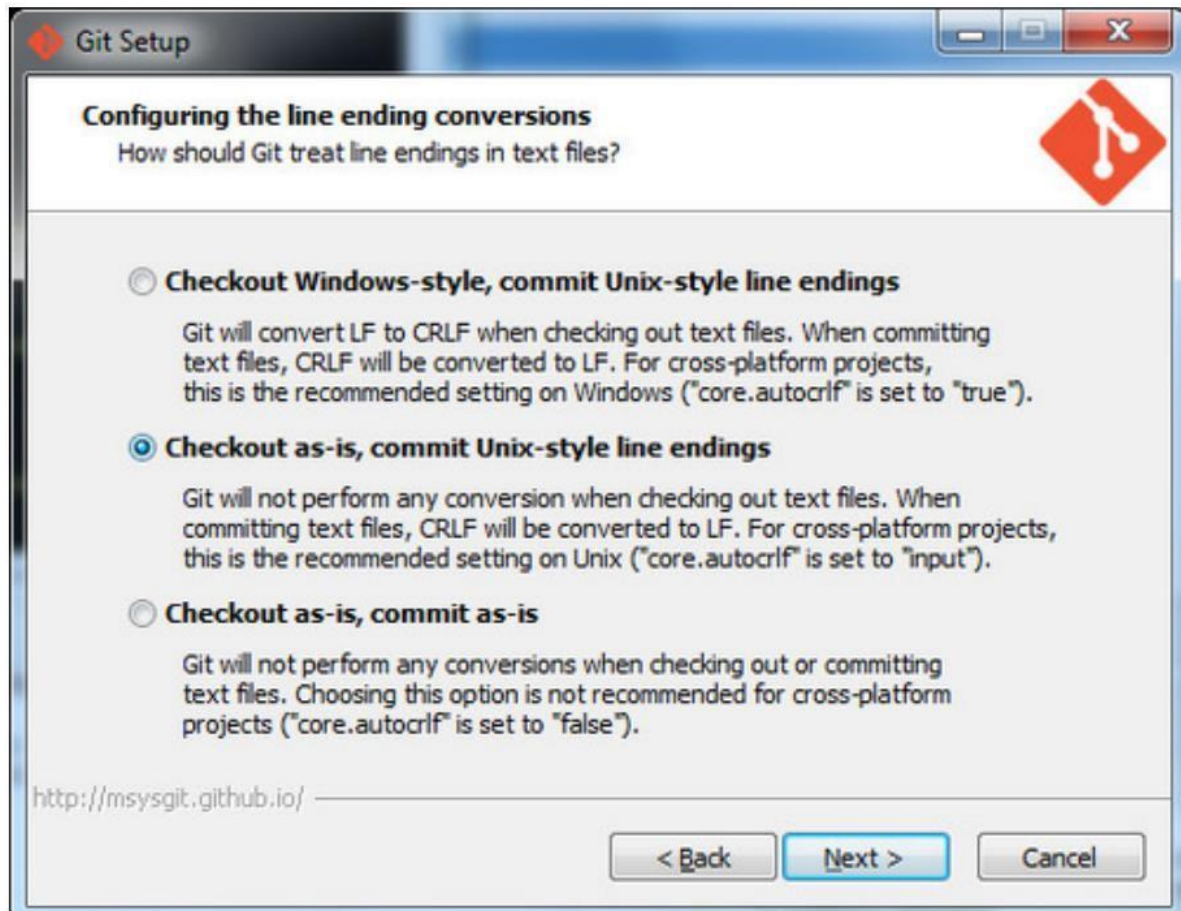 Git Setup
Configuring the line ending conversions
How should Git treat line endings in text files?
Checkout Windows-style, commit Unix-style line endings
Git will convert LF to CRLF when checking out text files. When committing
text files, CRLF will be converted to LF. For cross-platform projects,
this is the recommended setting on Windows ("core.autocrlf" is set to "true").
Checkout as-is, commit Unix-style line endings
Git will not perform any conversion when checking out text files. When
committing text files, CRLF will be converted to LF. For cross-platform projects,
this is the recommended setting on Unix ("core.autocrlf" is set to "input").
Checkout as-is, commit as-is
Git will not perform any conversions when checking out or committing
text files. Choosing this option is not recommended for cross-platform
projects ("core.autocrlf" is set to "false").
http://msysgit.github.io/
< Back Next > Cancel